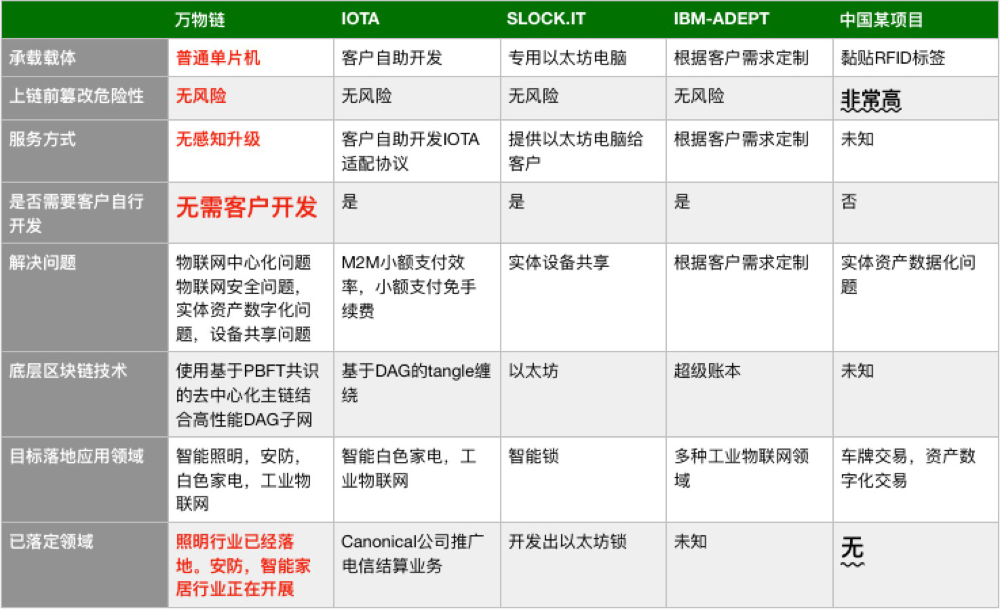 万物链 IOTA SLOCK.IT IBM-ADEPT 中国某项目
承载载体 普通单片机 客户自助开发 专用以太坊电脑 根据客户需求定制 黏贴RFID标签
上链前篡改危险性 无风险 无风险 无风险 无风险 非常高
服务方式 无感知升级 客户自助开发IOTA 提供以太坊电脑给 根据客户需求定制 未知
适配协议 客户
是否需要客户自行 无需客户开发 是 是 是 否
开发
解决问题 物联网中心化问题 M2M小额支付效 实体设备共享 根据客户需求定制 实体资产数据化问
物联网安全问题， 率，小额支付免手 题
实体资产数字化问 续费
题，设备共享问题
底层区块链技术 使用基于PBFT共识 基于DAG的tangle缠 以太坊 超级账本 未知
的去中心化主链结 绕
合高性能DAG子网
目标落地应用领域 智能照明，安防， 智能白色家电，工 智能锁 多种工业物联网领 车牌交易，资产数
白色家电，工业物 业物联网 域 字化交易
联网
已落定领域 照明行业已经落 Canonical公司推广 开发出以太坊锁 未知 无
地。安防，智能家 电信结算业务
居行业正在开展